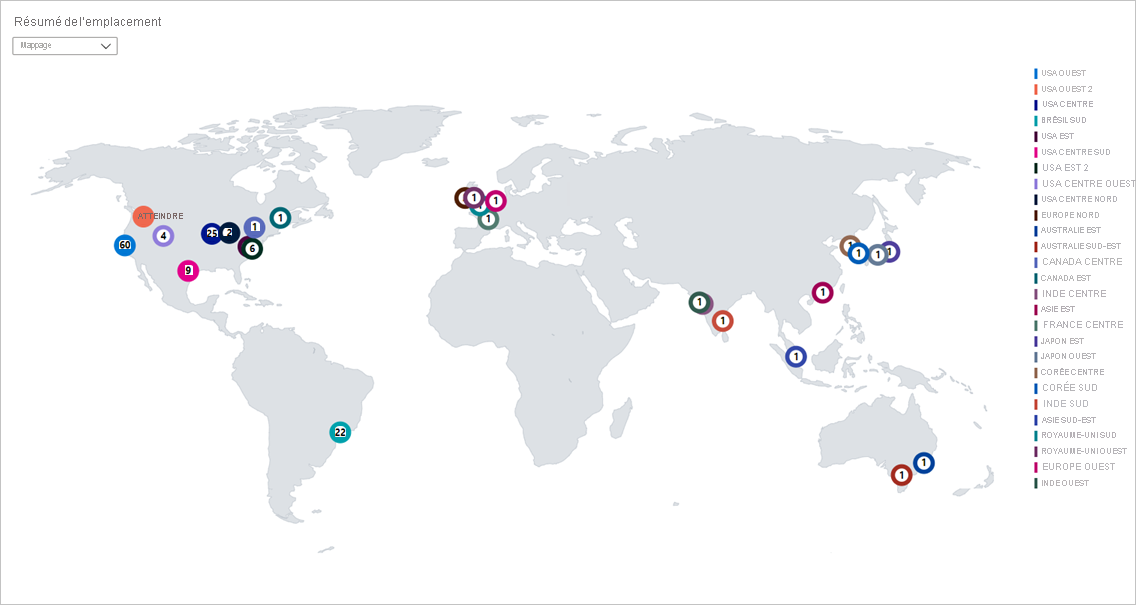 Résumé de l'emplacement
Mappage
USA OUEST
USA OUEST 2
USA CENTRE
BRÉSIL SUD
USA EST
USA CENTRE SUD
USA EST 2
USA CENTRE OUEST
USA CENTRE NORD
EUROPE NORD
AUSTRALIE EST
AUSTRALIE SUD-EST
CANADA CENTRE
CANADA EST
INDE CENTRE
ASIE EST
FRANCE CENTRE
JAPON EST
JAPON OUEST
CORÉE CENTRE
CORÉE SUD
INDE SUD
ASIE SUD-EST
ROYAUME-UNI SUD
ROYAUME-UNI OUEST
EUROPE OUEST
INDE OUEST
ATTEINDRE
60
4
25
2
1
1
6
9
22
1
1
1
1
1
1
1
1
1
1
1
1
1
1